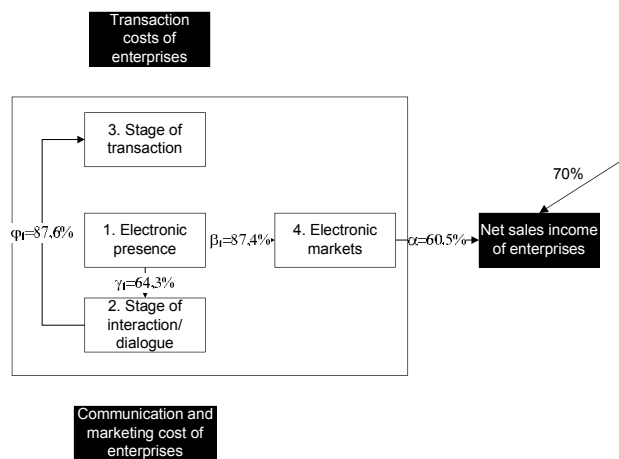 Transaction
costs of
enterprises
3. Stage of
transaction
70%
φ₁=87,6%
1. Electronic
presence
β₁=87,4%
4. Electronic
markets
α=60.5%
Net sales income
of enterprises
γ₁=64,3%
2. Stage of
interaction/
dialogue
Communication and
marketing cost of
enterprises